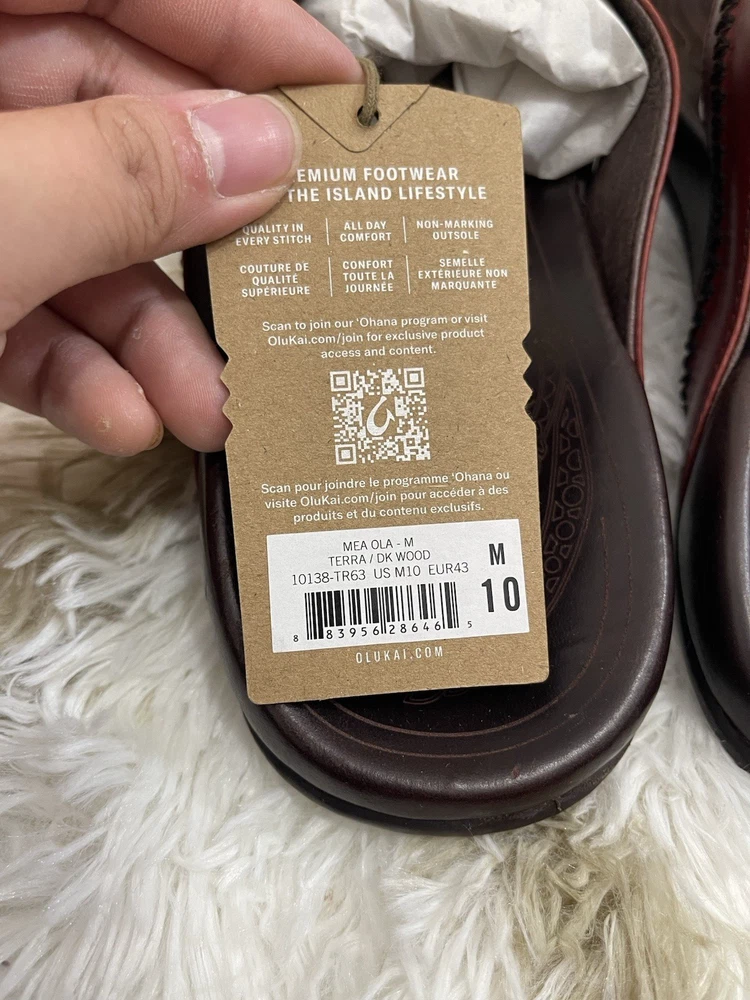 EMIUM FOOTWEAR
THE ISLAND LIFESTYLE
QUALITY IN
EVERY STITCH
ALL DAY
COMFORT
NON-MARKING
OUTSOLE
COUTURE DE
QUALITÉ
SUPÉRIEURE
CONFORT
TOUTE LA
JOURNÉE
SEMELLE
EXTÉRIEURE NON
MARQUANTE
Scan to join our ‘Ohana program or visit
OluKai.com/join for exclusive product
access and content.
Scan pour joindre le programme ‘Ohana ou
visite OluKai.com/join pour accéder à des
produits et du contenu exclusifs.
MEA OLA - M
TERRA / DK WOOD
10138-TR63 US M10 EUR43
M
10
8 83956 28646 5
OLUKAI.COM